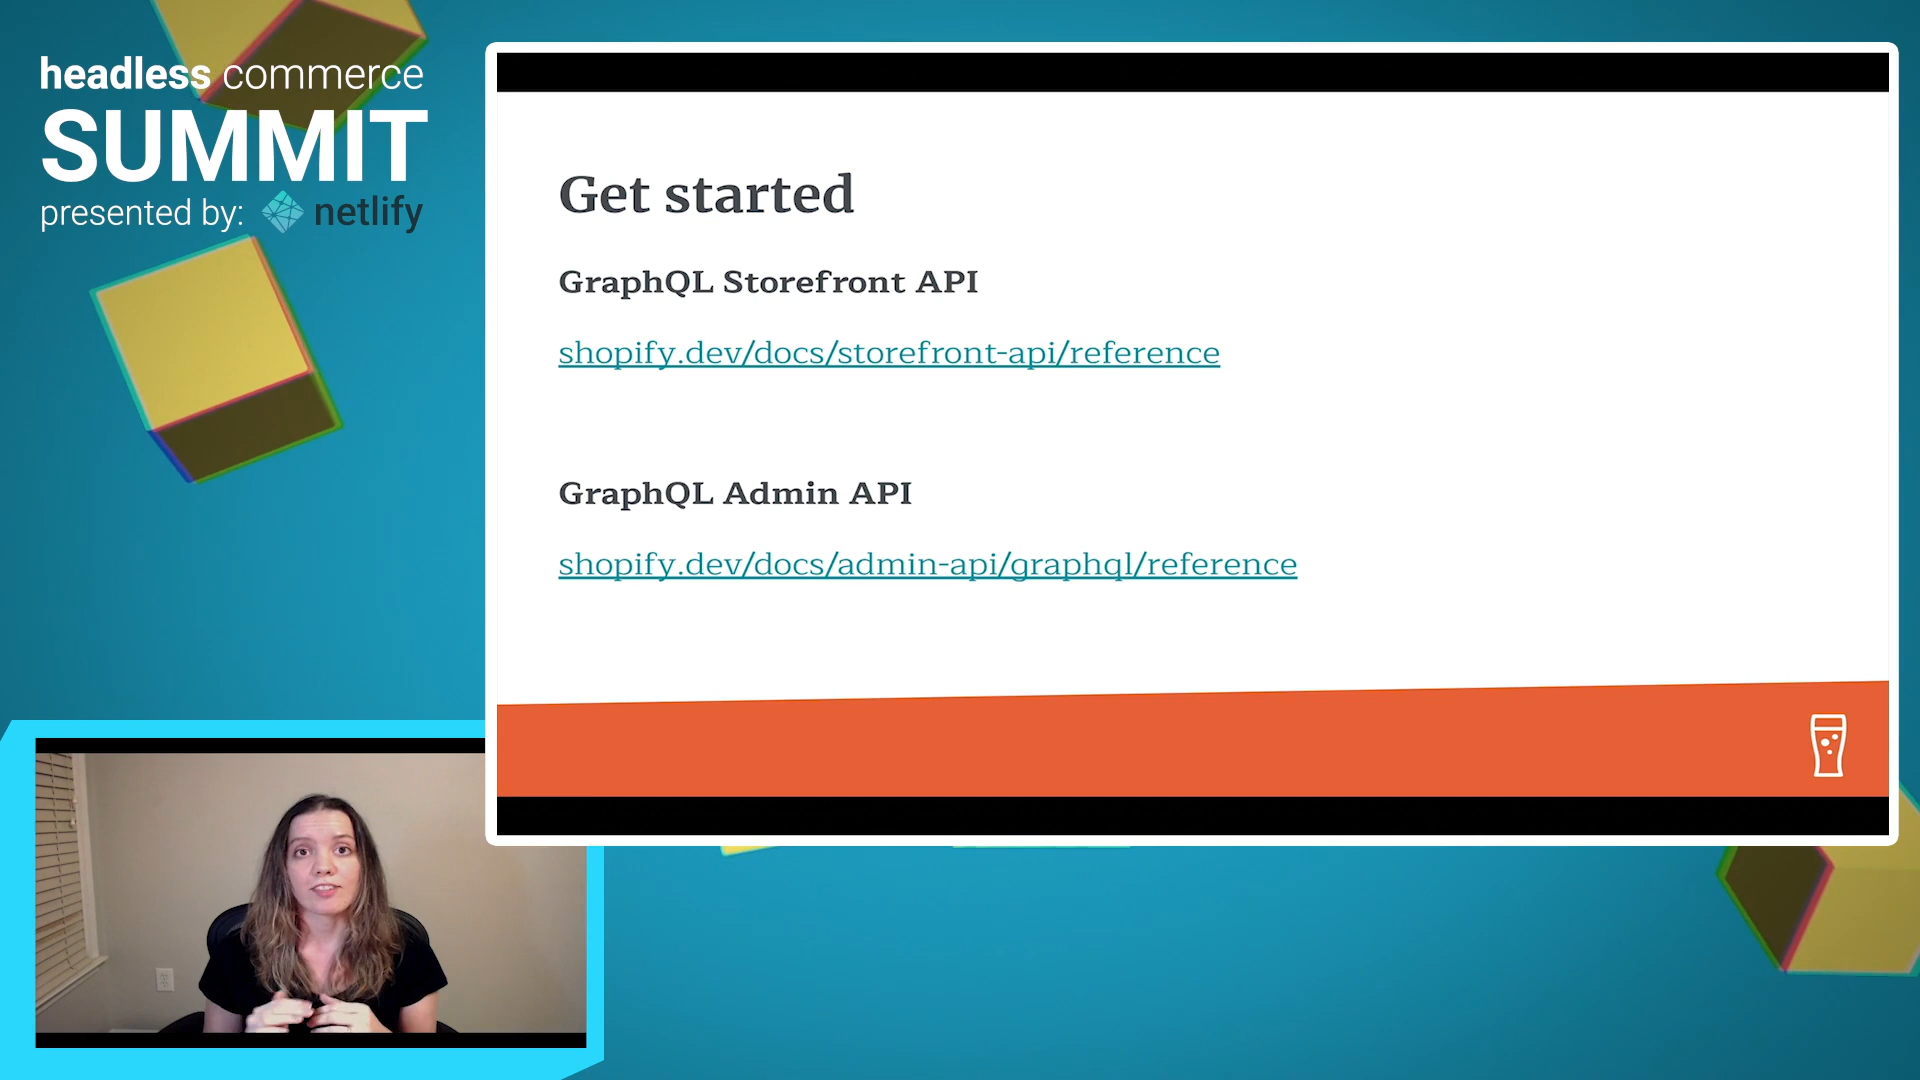 headless commerce
SUMMIT
presented by: netlify
Get started
GraphQL Storefront API
shopify.dev/docs/storefront-api/reference
GraphQL Admin API
shopify.dev/docs/admin-api/graphql/reference